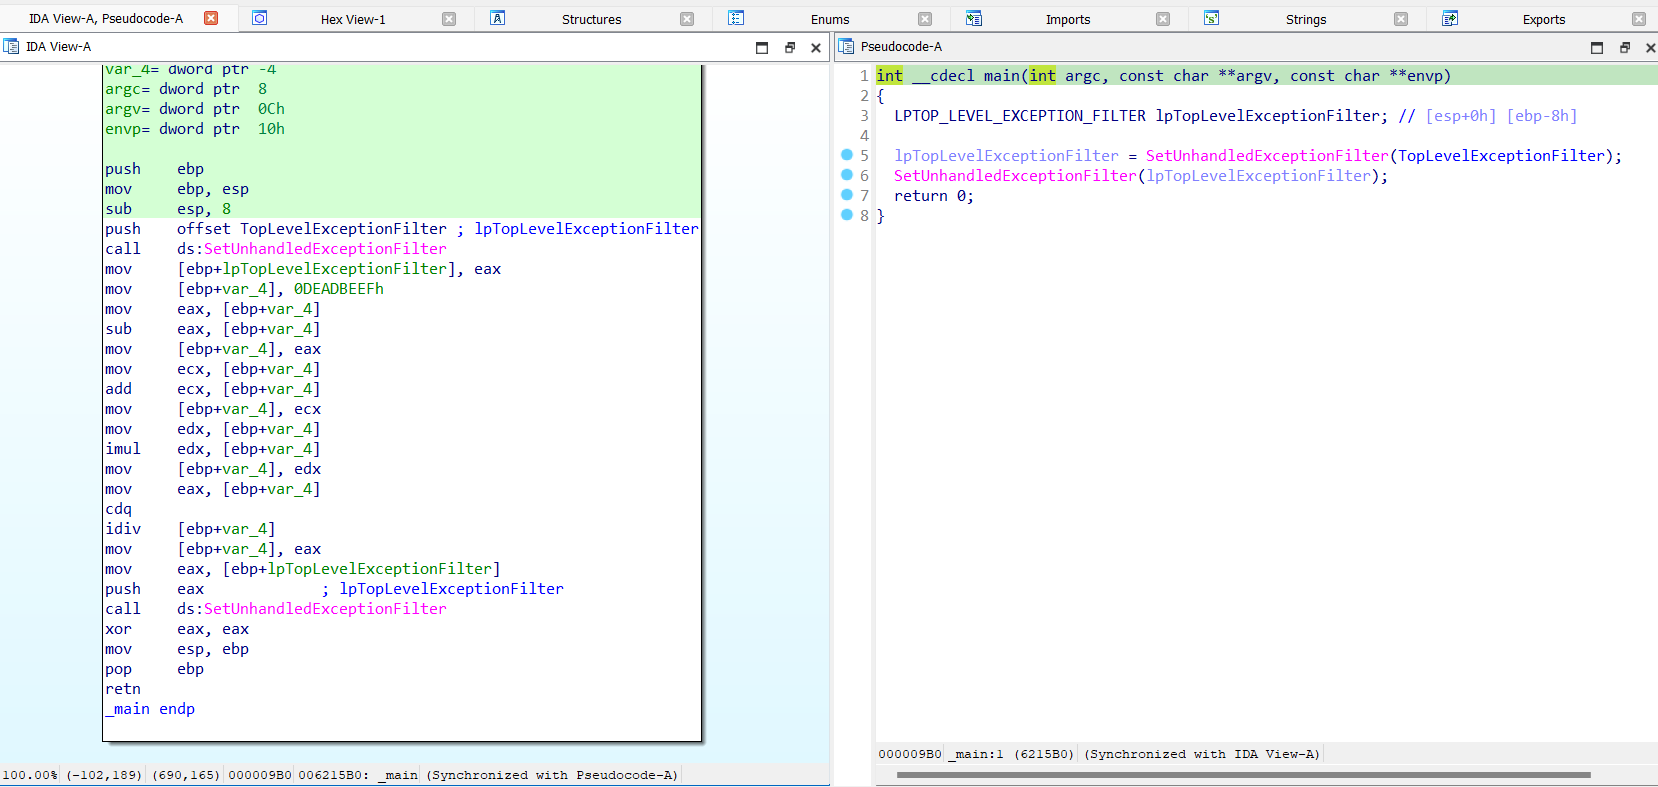 IDA View-A, Pseudocode-A
Hex View-1
Structures
Enums
Imports
Strings
Exports
IDA View-A
var_4= dword ptr -4
argc= dword ptr  8
argv= dword ptr  0Ch
envp= dword ptr  10h
push    ebp
mov     ebp, esp
sub     esp, 8
push    offset TopLevelExceptionFilter ; lpTopLevelExceptionFilter
call    ds:SetUnhandledExceptionFilter
mov     [ebp+lpTopLevelExceptionFilter], eax
mov     [ebp+var_4], 0DEADBEEFh
mov     eax, [ebp+var_4]
sub     eax, [ebp+var_4]
mov     [ebp+var_4], eax
mov     ecx, [ebp+var_4]
add     ecx, [ebp+var_4]
mov     [ebp+var_4], ecx
mov     edx, [ebp+var_4]
imul    edx, [ebp+var_4]
mov     [ebp+var_4], edx
mov     eax, [ebp+var_4]
cdq
idiv    [ebp+var_4]
mov     [ebp+var_4], eax
mov     eax, [ebp+lpTopLevelExceptionFilter]
push    eax             ; lpTopLevelExceptionFilter
call    ds:SetUnhandledExceptionFilter
xor     eax, eax
mov     esp, ebp
pop     ebp
retn
_main endp
100.00% (-102,189) (690,165) 000009B0 006215B0: _main (Synchronized with Pseudocode-A)
Pseudocode-A
1 int __cdecl main(int argc, const char **argv, const char **envp)
2 {
3   LPTOP_LEVEL_EXCEPTION_FILTER lpTopLevelExceptionFilter; // [esp+0h] [ebp-8h]
4
5   lpTopLevelExceptionFilter = SetUnhandledExceptionFilter(TopLevelExceptionFilter);
6   SetUnhandledExceptionFilter(lpTopLevelExceptionFilter);
7   return 0;
8 }
000009B0 _main:1 (6215B0) (Synchronized with IDA View-A)